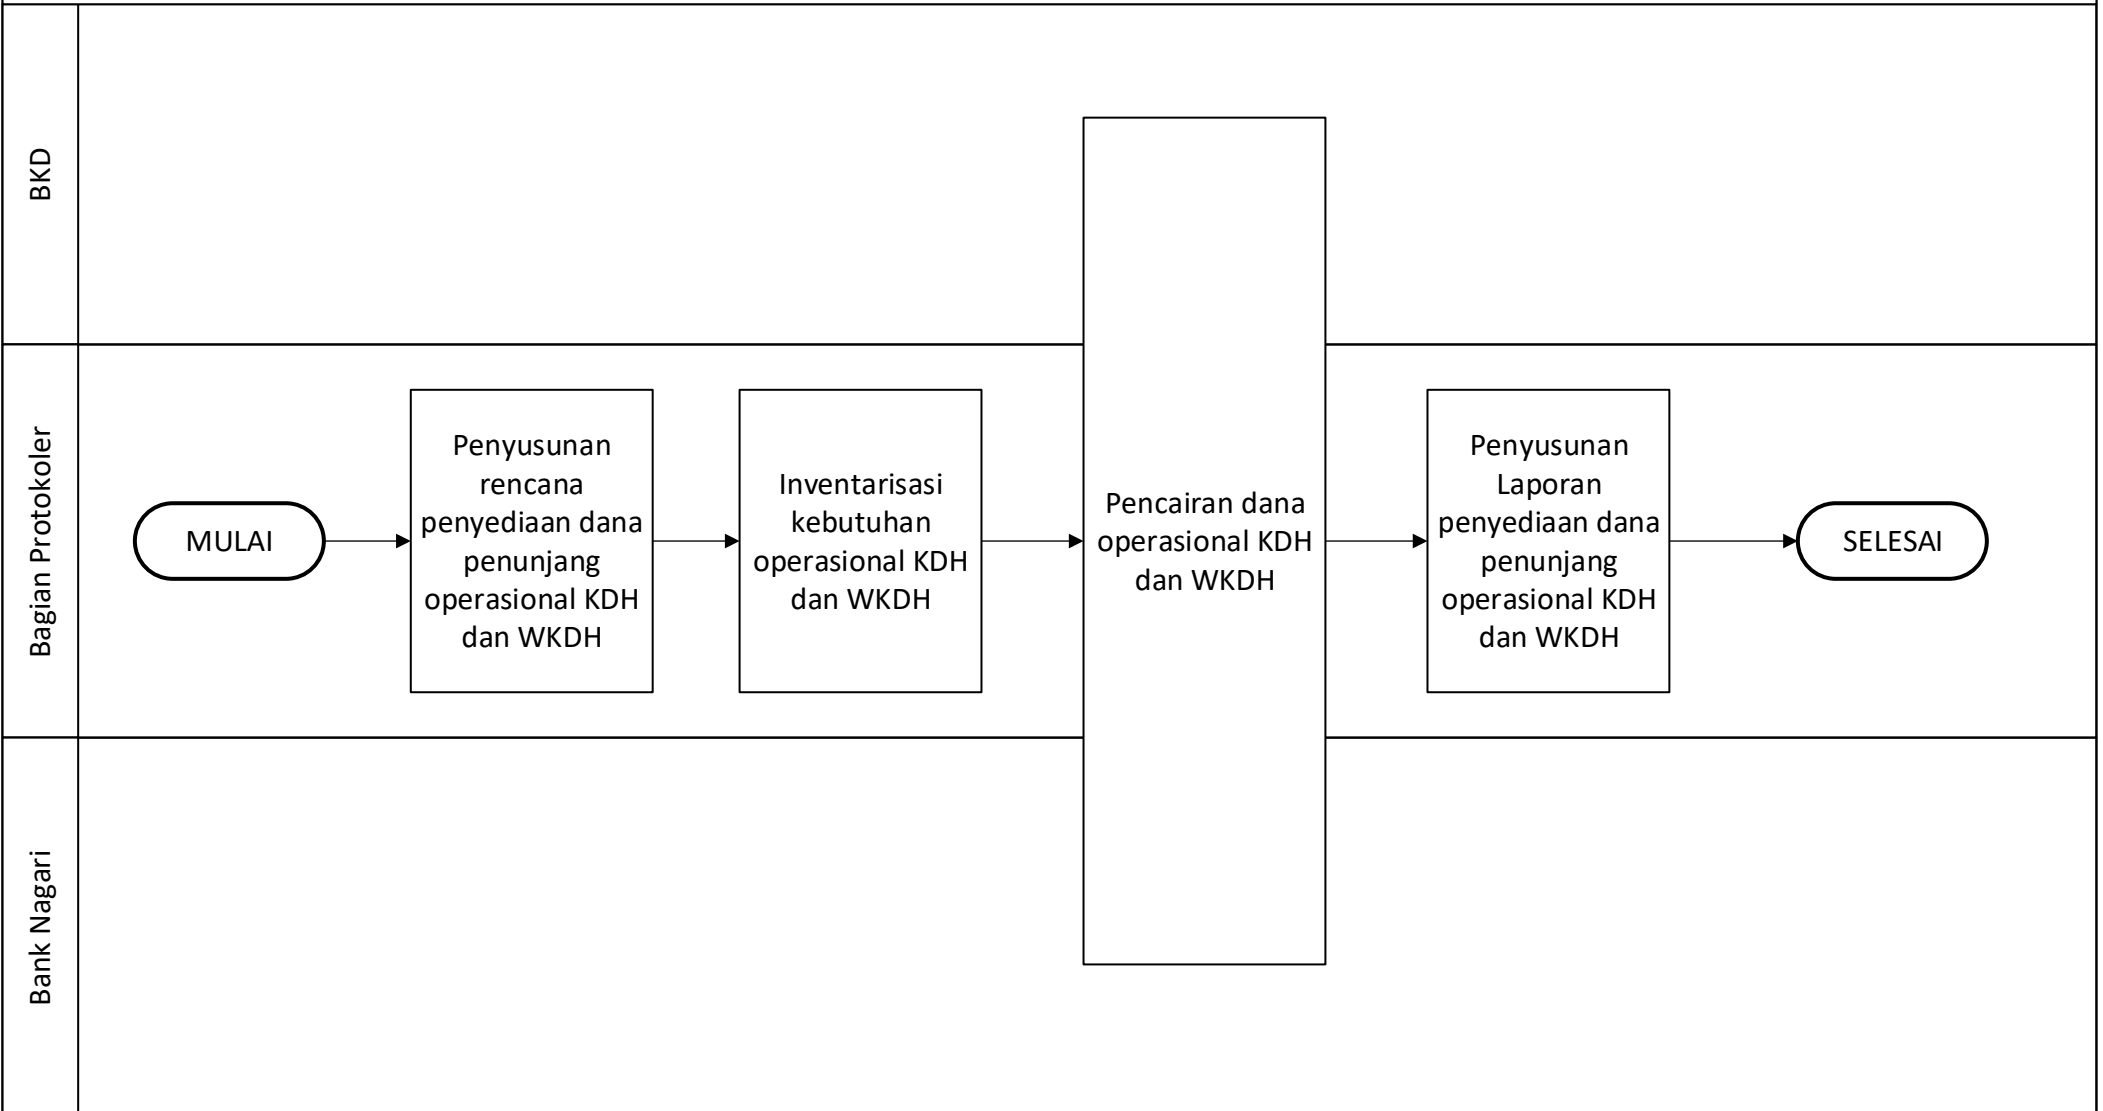 BKD
Bagian Protokoler
MULAI
Penyusunan
rencana
penyediaan dana
penunjang
operasional KDH
dan WKDH
Inventarisasi
kebutuhan
operasional KDH
dan WKDH
Pencairan dana
operasional KDH
dan WKDH
Penyusunan
Laporan
penyediaan dana
penunjang
operasional KDH
dan WKDH
SELESAI
Bank Nagari